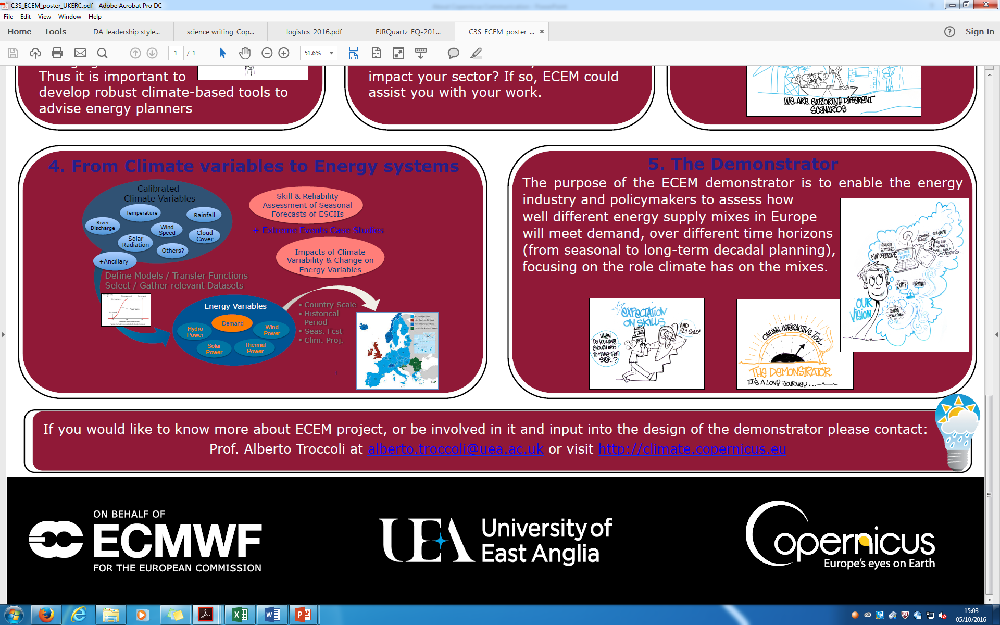 C3S_ECEM_poster_UKERC.pdf - Adobe Acrobat Pro DC
File Edit View Window Help
Home Tools DA_leadership style... science writing_Cop... logistcs_2016.pdf EJRQuartz_EQ-201... C3S_ECEM_poster_... × Sign In
1 / 1 51.6%
Thus it is important to
develop robust climate-based tools to
advise energy planners
impact your sector? If so, ECEM could
assist you with your work.
WE ARE EXPLORING DIFFERENT
SCENARIOS
4. From Climate variables to Energy systems
Calibrated
Climate Variables
Temperature
Rainfall
River
Discharge
Wind
Speed
Cloud
Cover
Solar
Radiation
Others?
+Ancillary
Define Models / Transfer Functions
Select / Gather relevant Datasets
Skill & Reliability
Assessment of Seasonal
Forecasts of ESCIIs
+ Extreme Events Case Studies
Impacts of Climate
Variability & Change on
Energy Variables
Energy Variables
Demand
Hydro
Power
Wind
Power
Solar
Power
Thermal
Power
▪ Country Scale
▪ Historical
Period
▪ Seas. Fcst
▪ Clim. Proj.
5. The Demonstrator
The purpose of the ECEM demonstrator is to enable the energy
industry and policymakers to assess how
well different energy supply mixes in Europe
will meet demand, over different time horizons
(from seasonal to long-term decadal planning),
focusing on the role climate has on the mixes.
EXPECTATION
ON SKILLS
DATA
INFO
WHEN
DO YOU HAVE
ENOUGH INFO
TO MAKE THAT
STEP..?
AND
FLY SOLO!
ONLINE INTERACTIVE TOOL
THE DEMONSTRATOR
IT'S A LONG JOURNEY...
MAP OF EUROPE
SUPPLY
DEMAND
CLIMATE
CONDITIONS
OUR
VISION
If you would like to know more about ECEM project, or be involved in it and input into the design of the demonstrator please contact:
Prof. Alberto Troccoli at alberto.troccoli@uea.ac.uk or visit http://climate.copernicus.eu
ON BEHALF OF
ECMWF
FOR THE EUROPEAN COMMISSION
UEA University of
East Anglia
Copernicus
Europe's eyes on Earth
15:03
05/10/2016